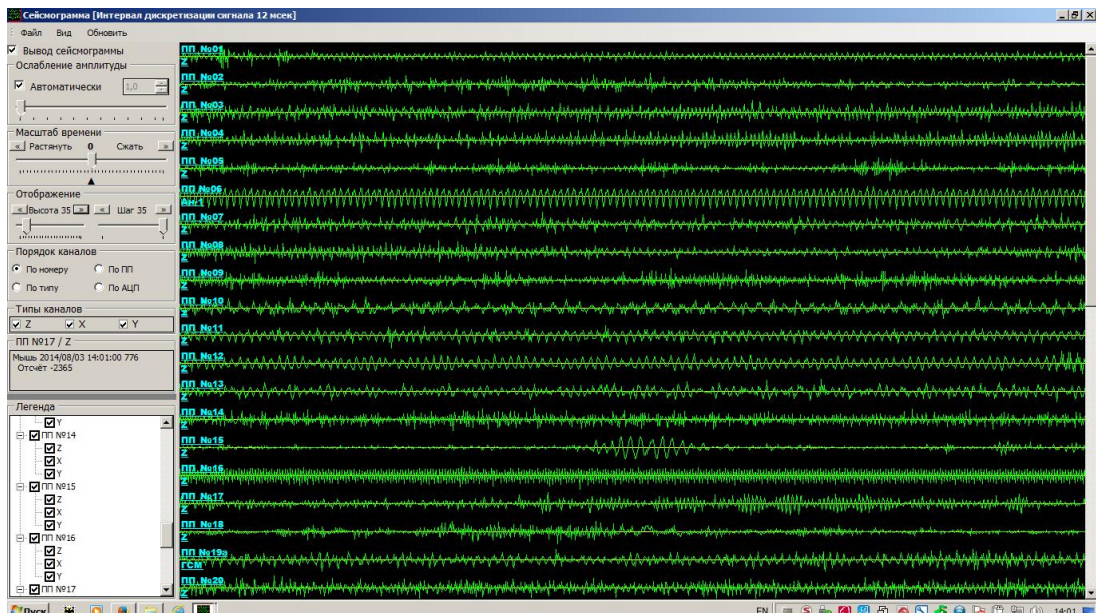 Сейсмограмма [Интервал дискретизации сигнала 12 мсек]
Файл Вид Обновить
Вывод сейсмограммы
Ослабление амплитуды
Автоматически 1,0
Масштаб времени
« Растянуть 0 Сжать »
Отображение
« Высота 35 » « Шаг 35 »
Порядок каналов
По номеру По ПП
По типу По АЦП
Типы каналов
Z X Y
ПП №17 / Z
Мышь 2014/08/03 14:01:00 776
Отсчёт -2365
Легенда
Y
ПП №14
Z
X
Y
ПП №15
Z
X
Y
ПП №16
Z
X
Y
ПП №17
ПП №01
Z
ПП №02
Z
ПП №03
Z
ПП №04
Z
ПП №05
Z
ПП №06
ПП №07
Z
ПП №08
Z
ПП №09
Z
ПП №10
Z
ПП №11
Z
ПП №12
Z
ПП №13
Z
ПП №14
Z
ПП №15
Z
ПП №16
Z
ПП №17
Z
ПП №18
Z
ПП №19а
ГСМ
ПП №20
Z
Пуск EN 14:01